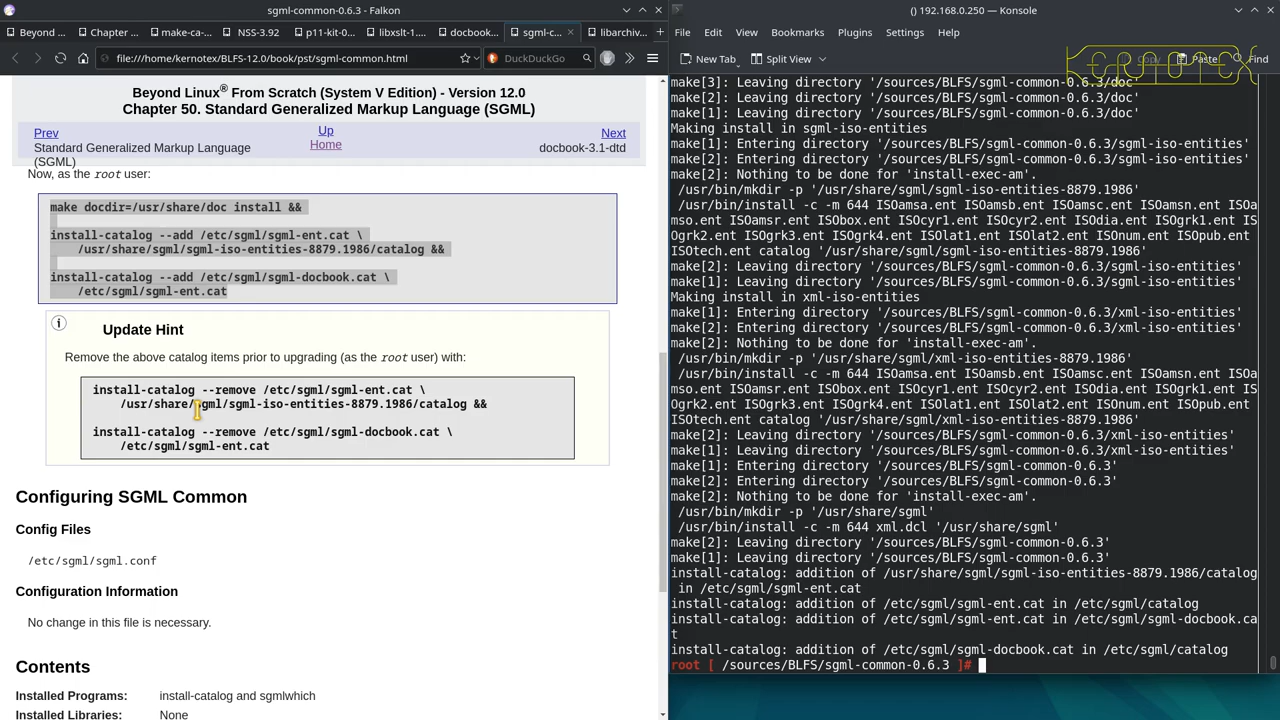 sgml-common-0.6.3 - Falkon
Beyond ...
Chapter ...
make-ca-...
NSS-3.92
p11-kit-0...
libxslt-1....
docbook...
sgml-c...
libarchiv...
file:///home/kernotex/BLFS-12.0/book/pst/sgml-common.html
DuckDuckGo
Beyond Linux® From Scratch (System V Edition) - Version 12.0
Chapter 50. Standard Generalized Markup Language (SGML)
Prev
Up
Next
Standard Generalized Markup Language (SGML)
Home
docbook-3.1-dtd
Now, as the root user:
make docdir=/usr/share/doc install &&
install-catalog --add /etc/sgml/sgml-ent.cat \
/usr/share/sgml/sgml-iso-entities-8879.1986/catalog &&
install-catalog --add /etc/sgml/sgml-docbook.cat \
/etc/sgml/sgml-ent.cat
Update Hint
Remove the above catalog items prior to upgrading (as the root user) with:
install-catalog --remove /etc/sgml/sgml-ent.cat \
/usr/share/sgml/sgml-iso-entities-8879.1986/catalog &&
install-catalog --remove /etc/sgml/sgml-docbook.cat \
/etc/sgml/sgml-ent.cat
Configuring SGML Common
Config Files
/etc/sgml/sgml.conf
Configuration Information
No change in this file is necessary.
Contents
Installed Programs: install-catalog and sgmlwhich
Installed Libraries: None
() 192.168.0.250 — Konsole
File Edit View Bookmarks Plugins Settings Help
New Tab
Split View
Copy
Paste
Find
KERNOTEX
make[3]: Leaving directory '/sources/BLFS/sgml-common-0.6.3/doc'
make[2]: Leaving directory '/sources/BLFS/sgml-common-0.6.3/doc'
make[1]: Leaving directory '/sources/BLFS/sgml-common-0.6.3/doc'
Making install in sgml-iso-entities
make[1]: Entering directory '/sources/BLFS/sgml-common-0.6.3/sgml-iso-entities'
make[2]: Entering directory '/sources/BLFS/sgml-common-0.6.3/sgml-iso-entities'
make[2]: Nothing to be done for 'install-exec-am'.
/usr/bin/mkdir -p '/usr/share/sgml/sgml-iso-entities-8879.1986'
/usr/bin/install -c -m 644 ISOamsa.ent ISOamsb.ent ISOamsc.ent ISOamsn.ent ISOa
mso.ent ISOamsr.ent ISObox.ent ISOcyr1.ent ISOcyr2.ent ISOdia.ent ISOgrk1.ent IS
Ogrk2.ent ISOgrk3.ent ISOgrk4.ent ISOlat1.ent ISOlat2.ent ISOnum.ent ISOpub.ent
ISOtech.ent catalog '/usr/share/sgml/sgml-iso-entities-8879.1986'
make[2]: Leaving directory '/sources/BLFS/sgml-common-0.6.3/sgml-iso-entities'
make[1]: Leaving directory '/sources/BLFS/sgml-common-0.6.3/sgml-iso-entities'
Making install in xml-iso-entities
make[1]: Entering directory '/sources/BLFS/sgml-common-0.6.3/xml-iso-entities'
make[2]: Entering directory '/sources/BLFS/sgml-common-0.6.3/xml-iso-entities'
make[2]: Nothing to be done for 'install-exec-am'.
/usr/bin/mkdir -p '/usr/share/sgml/xml-iso-entities-8879.1986'
/usr/bin/install -c -m 644 ISOamsa.ent ISOamsb.ent ISOamsc.ent ISOamsn.ent ISOa
mso.ent ISOamsr.ent ISObox.ent ISOcyr1.ent ISOcyr2.ent ISOdia.ent ISOgrk1.ent IS
Ogrk2.ent ISOgrk3.ent ISOgrk4.ent ISOlat1.ent ISOlat2.ent ISOnum.ent ISOpub.ent
ISOtech.ent catalog '/usr/share/sgml/xml-iso-entities-8879.1986'
make[2]: Leaving directory '/sources/BLFS/sgml-common-0.6.3/xml-iso-entities'
make[1]: Leaving directory '/sources/BLFS/sgml-common-0.6.3/xml-iso-entities'
make[1]: Entering directory '/sources/BLFS/sgml-common-0.6.3'
make[2]: Entering directory '/sources/BLFS/sgml-common-0.6.3'
make[2]: Nothing to be done for 'install-exec-am'.
/usr/bin/mkdir -p '/usr/share/sgml'
/usr/bin/install -c -m 644 xml.dcl '/usr/share/sgml'
make[2]: Leaving directory '/sources/BLFS/sgml-common-0.6.3'
make[1]: Leaving directory '/sources/BLFS/sgml-common-0.6.3'
install-catalog: addition of /usr/share/sgml/sgml-iso-entities-8879.1986/catalog
in /etc/sgml/sgml-ent.cat
install-catalog: addition of /etc/sgml/sgml-ent.cat in /etc/sgml/catalog
install-catalog: addition of /etc/sgml/sgml-ent.cat in /etc/sgml/sgml-docbook.ca
t
install-catalog: addition of /etc/sgml/sgml-docbook.cat in /etc/sgml/catalog
root [ /sources/BLFS/sgml-common-0.6.3 ]#